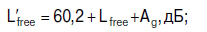 L′free = 60,2 + Lfree + Ag, дБ;